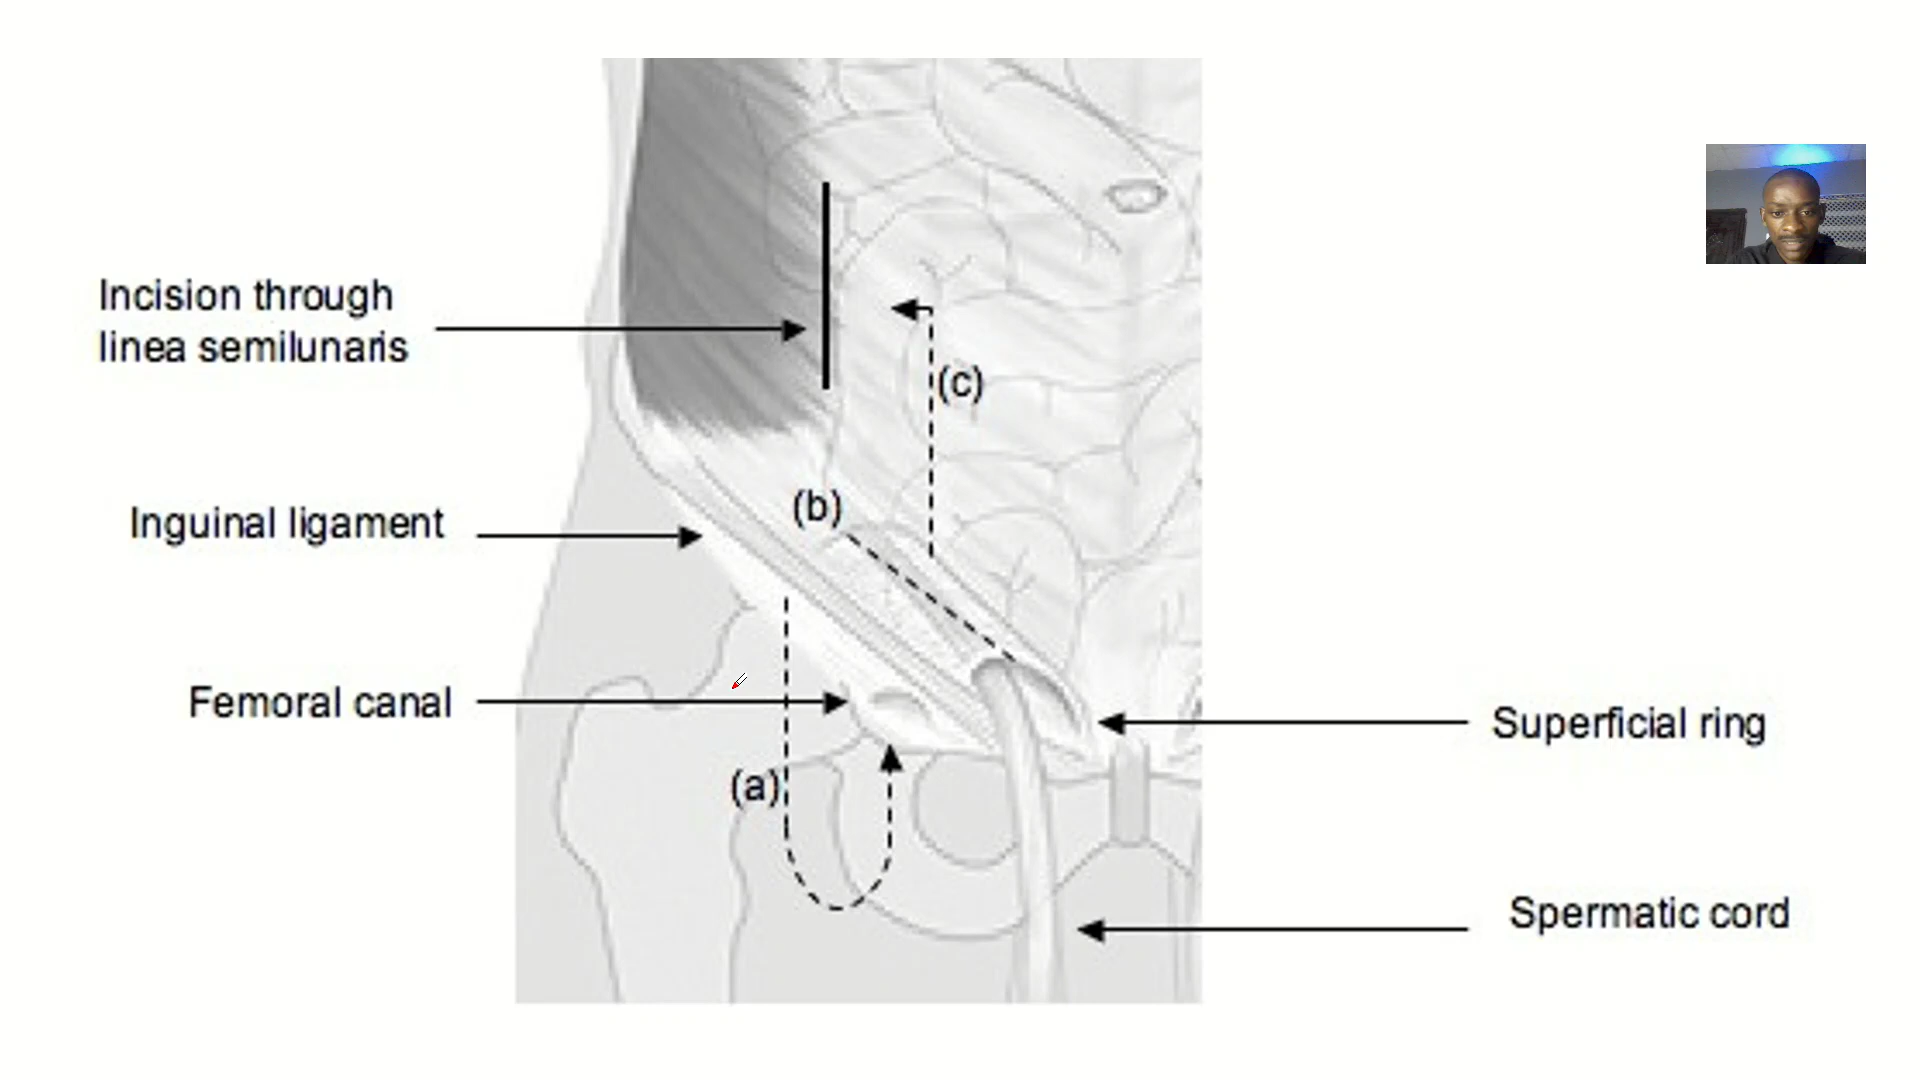 Incision through
linea semilunaris
(c)
(b)
Inguinal ligament
Femoral canal
Superficial ring
(a)
Spermatic cord